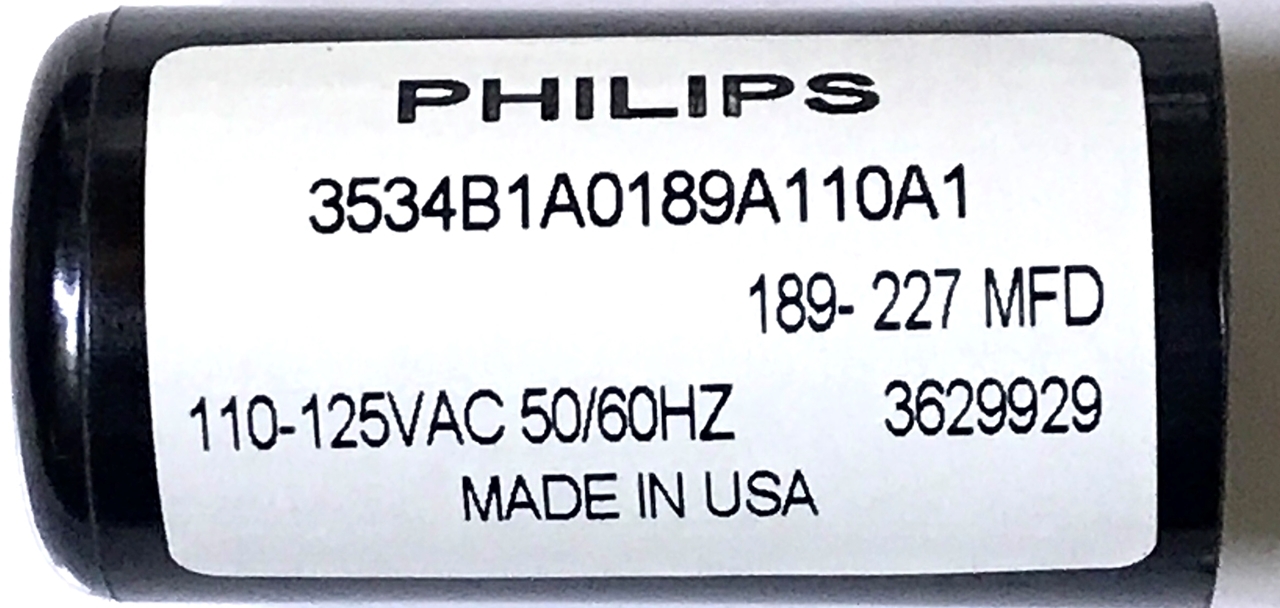 PHILIPS
3534B1A0189A110A1
189- 227 MFD
110-125VAC 50/60HZ 3629929
MADE IN USA